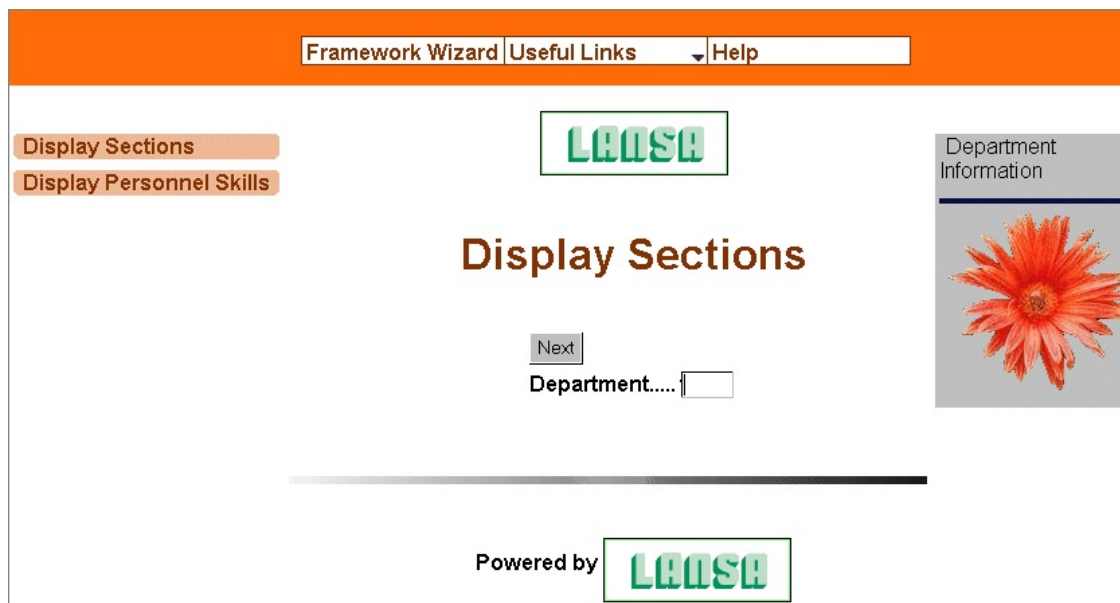 Framework Wizard Useful Links Help
Display Sections
Display Personnel Skills
LANSA
Display Sections
Next
Department.....
Department
Information
Powered by LANSA